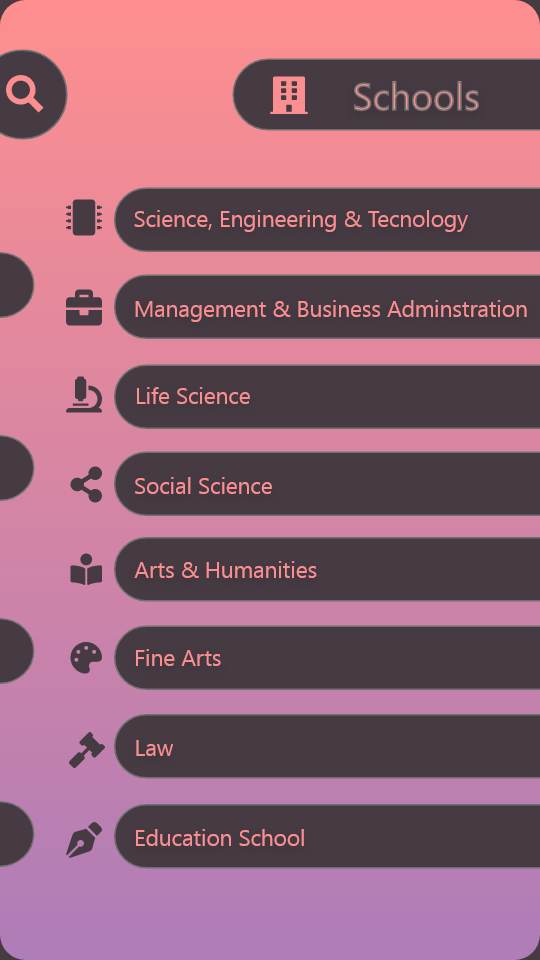 Schools
Science, Engineering & Tecnology
Management & Business Adminstration
Life Science
Social Science
Arts & Humanities
Fine Arts
Law
Education School